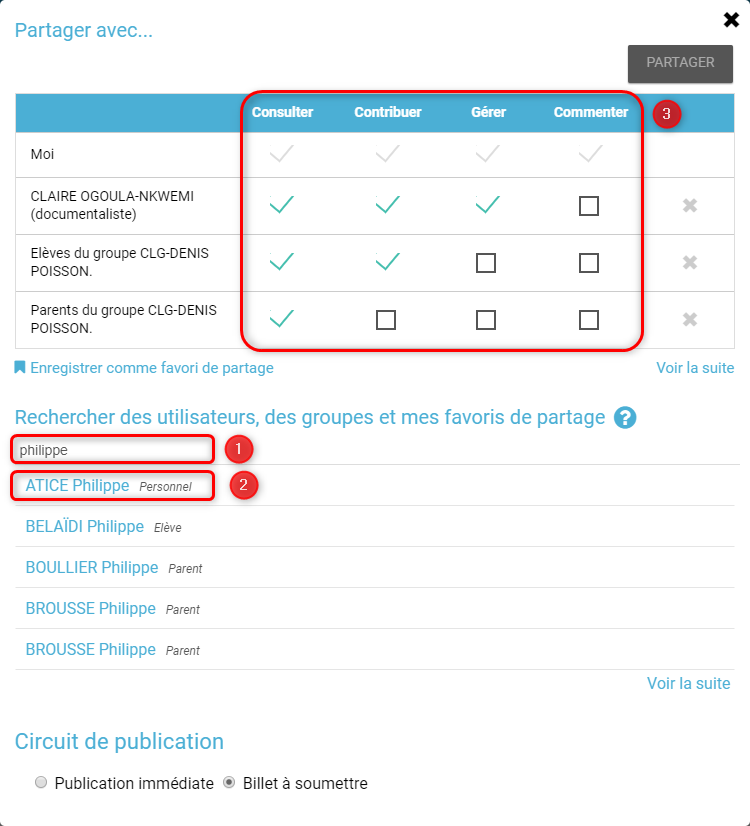 Partager avec...
PARTAGER
Consulter Contribuer Gérer Commenter 3
Moi
CLAIRE OGOULA-NKWEMI
(documentaliste)
Elèves du groupe CLG-DENIS
POISSON.
Parents du groupe CLG-DENIS
POISSON.
Enregistrer comme favori de partage Voir la suite
Rechercher des utilisateurs, des groupes et mes favoris de partage ?
philippe 1
ATICE Philippe Personnel 2
BELAÏDI Philippe Elève
BOULLIER Philippe Parent
BROUSSE Philippe Parent
BROUSSE Philippe Parent
Voir la suite
Circuit de publication
Publication immédiate Billet à soumettre